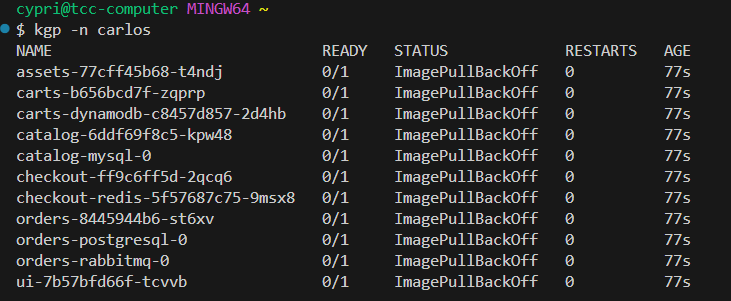 cypri@tcc-computer MINGW64 ~
$ kgp -n carlos
NAME READY STATUS RESTARTS AGE
assets-77cff45b68-t4ndj 0/1 ImagePullBackOff 0 77s
carts-b656bcd7f-zqprp 0/1 ImagePullBackOff 0 77s
carts-dynamodb-c8457d857-2d4hb 0/1 ImagePullBackOff 0 77s
catalog-6ddf69f8c5-kpw48 0/1 ImagePullBackOff 0 77s
catalog-mysql-0 0/1 ImagePullBackOff 0 77s
checkout-ff9c6ff5d-2qcq6 0/1 ImagePullBackOff 0 77s
checkout-redis-5f57687c75-9msx8 0/1 ImagePullBackOff 0 77s
orders-8445944b6-st6xv 0/1 ImagePullBackOff 0 77s
orders-postgresql-0 0/1 ImagePullBackOff 0 77s
orders-rabbitmq-0 0/1 ImagePullBackOff 0 77s
ui-7b57bfd66f-tcvvb 0/1 ImagePullBackOff 0 77s